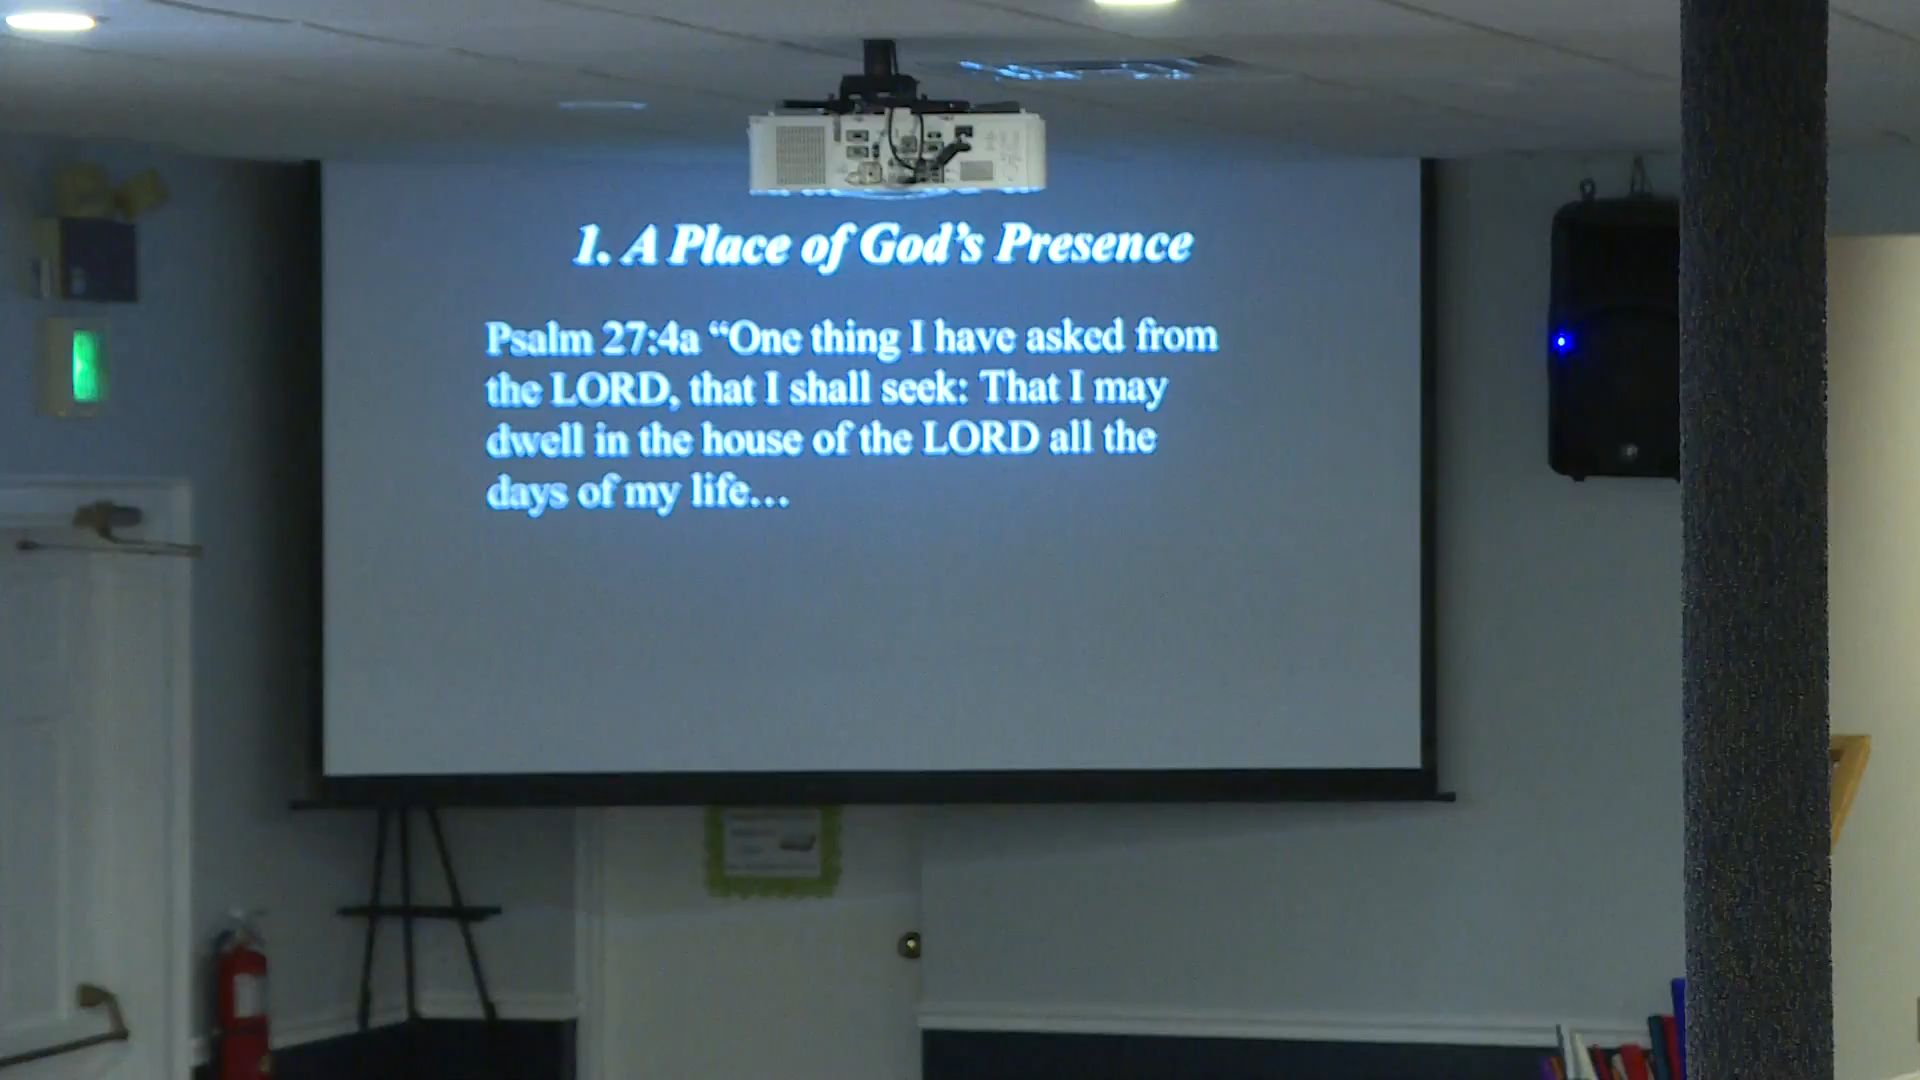 1. A Place of God's Presence
Psalm 27:4a “One thing I have asked from
the LORD, that I shall seek: That I may
dwell in the house of the LORD all the
days of my life…